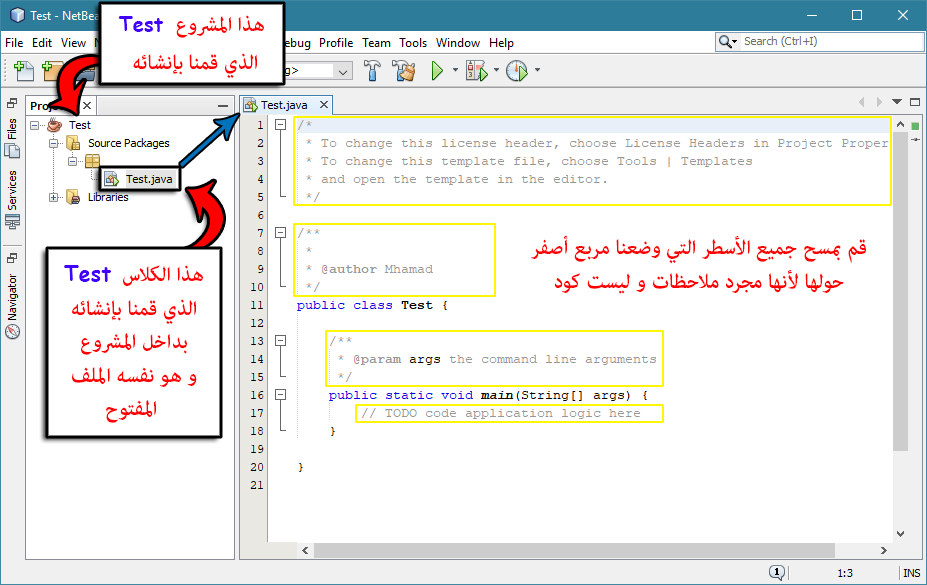 Test - NetBea
هذا المشروع Test
الذي قمنا بإنشائه
File Edit View
ebug Profile Team Tools Window Help
Search (Ctrl+I)
g>
Files
Services
Navigator
Test
Source Packages
Test.java
Libraries
هذا الكلاس Test
الذي قمنا بإنشائه
بداخل المشروع
و هو نفسه الملف
المفتوح
Test.java
1 /*
2 * To change this license header, choose License Headers in Project Proper
3 * To change this template file, choose Tools | Templates
4 * and open the template in the editor.
5 */
6
7 /**
8 *
9 * @author Mhamad
10 */
11 public class Test {
12
13 /**
14 * @param args the command line arguments
15 */
16 public static void main(String[] args) {
17 // TODO code application logic here
18 }
19
20 }
21
قم بمسح جميع الأسطر التي وضعنا مربع أصفر
حولها لأنها مجرد ملاحظات و ليست كود
1
1:3
INS